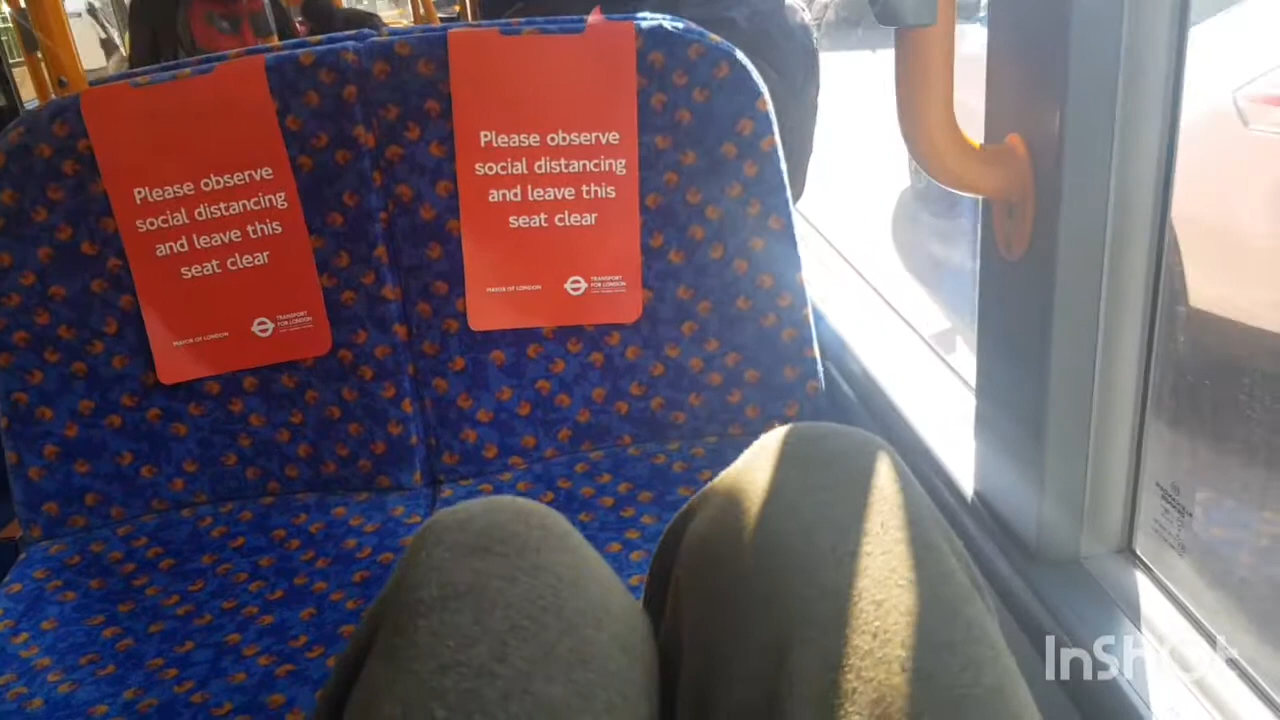 Please observe
social distancing
and leave this
seat clear
MAYOR OF LONDON
TRANSPORT
FOR LONDON
Please observe
social distancing
and leave this
seat clear
MAYOR OF LONDON
TRANSPORT
FOR LONDON
InShOt